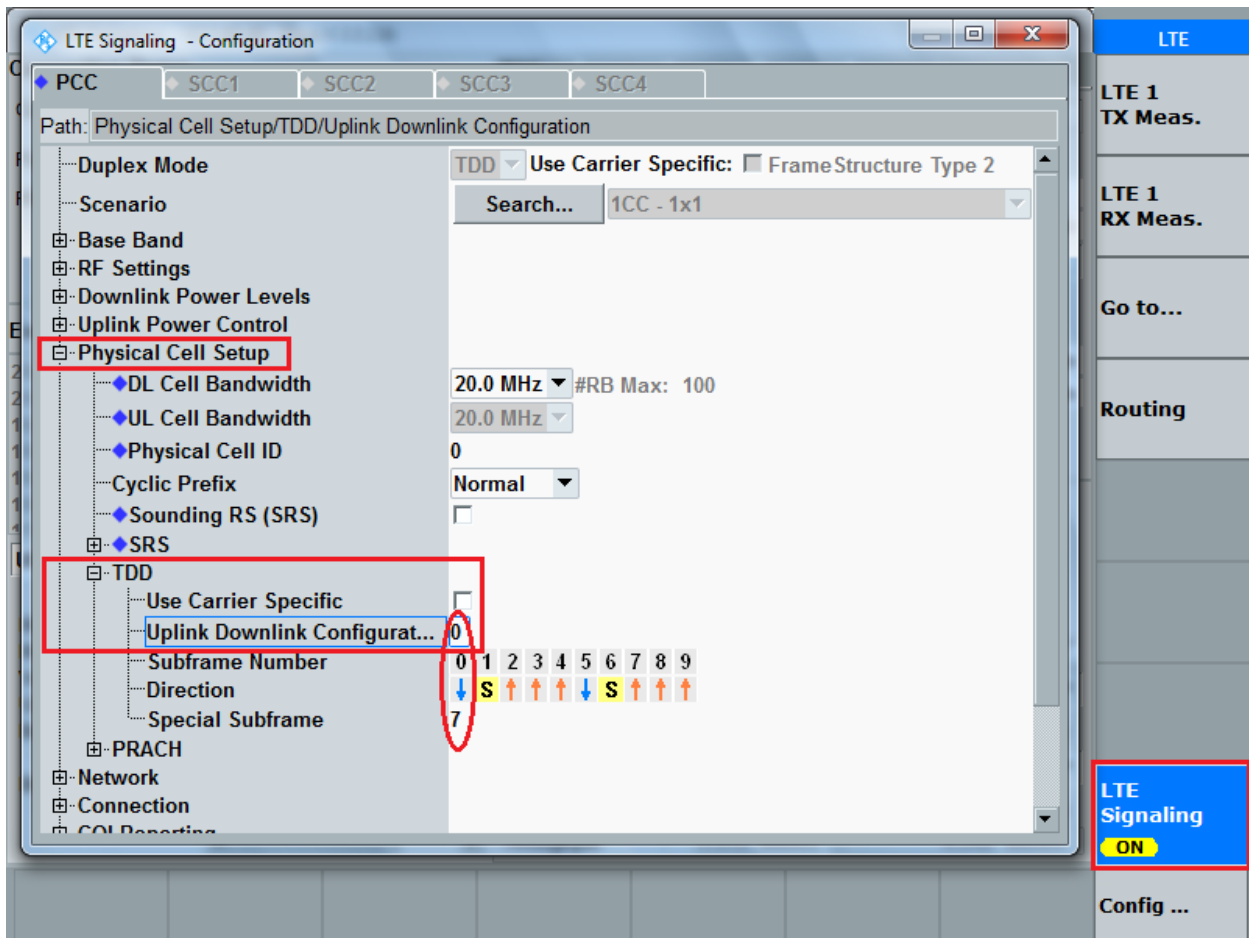 LTE Signaling - Configuration
LTE
PCC SCC1 SCC2 SCC3 SCC4
Path: Physical Cell Setup/TDD/Uplink Downlink Configuration
Duplex Mode TDD Use Carrier Specific: FrameStructure Type 2
Scenario Search... 1CC - 1x1
Base Band
RF Settings
Downlink Power Levels
Uplink Power Control
Physical Cell Setup
DL Cell Bandwidth 20.0 MHz #RB Max: 100
UL Cell Bandwidth 20.0 MHz
Physical Cell ID 0
Cyclic Prefix Normal
Sounding RS (SRS)
SRS
TDD
Use Carrier Specific
Uplink Downlink Configurat... 0
Subframe Number 0 1 2 3 4 5 6 7 8 9
Direction ↓ S ↑ ↑ ↑ ↓ S ↑ ↑ ↑
Special Subframe 7
PRACH
Network
Connection
CQI Reporting
LTE 1
TX Meas.
LTE 1
RX Meas.
Go to...
Routing
LTE
Signaling
ON
Config ...